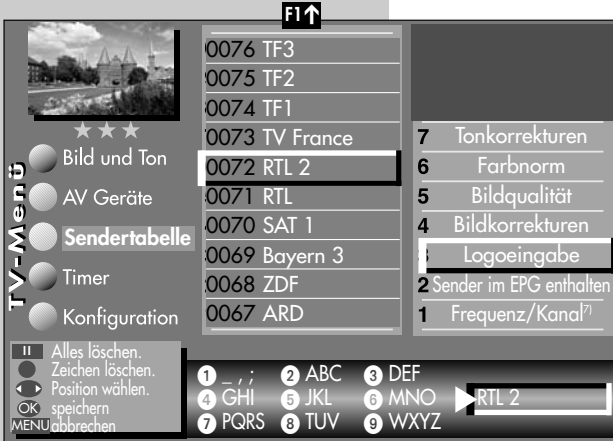 F1↑
TV-Menü
Bild und Ton
AV Geräte
Sendertabelle
Timer
Konfiguration
0076 TF3
0075 TF2
0074 TF1
0073 TV France
0072 RTL 2
0071 RTL
0070 SAT 1
0069 Bayern 3
0068 ZDF
0067 ARD
7 Tonkorrekturen
6 Farbnorm
5 Bildqualität
4 Bildkorrekturen
3 Logoeingabe
2 Sender im EPG enthalten
1 Frequenz/Kanal7)
Alles löschen.
Zeichen löschen.
Position wählen.
OK speichern
MENU abbrechen
1 _ , ; 2 ABC 3 DEF
4 GHI 5 JKL 6 MNO
7 PQRS 8 TUV 9 WXYZ
RTL 2